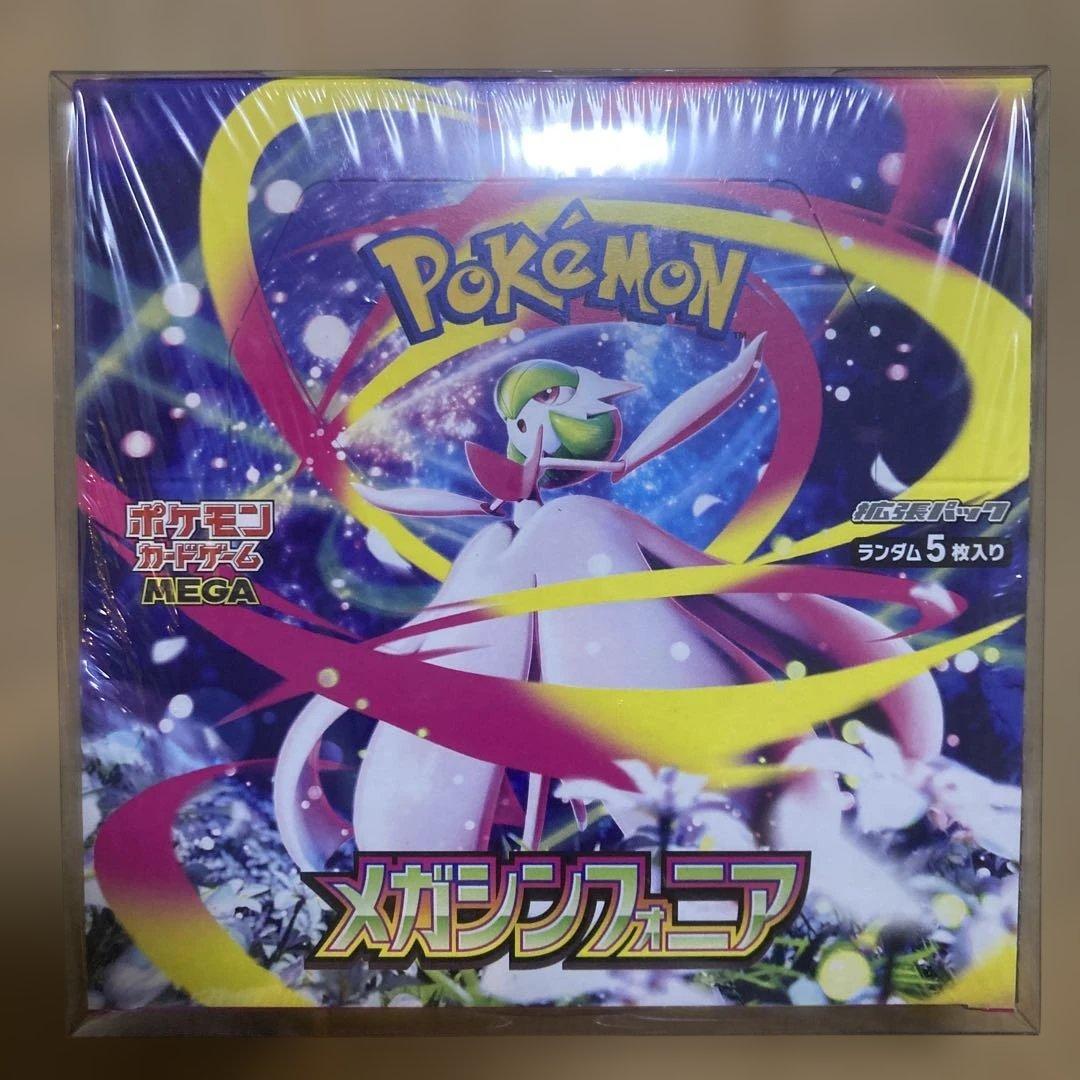 POKéMON
TM
ポケモン
カードゲーム
MEGA
拡張パック
ランダム5枚入り
メガシンフォニア